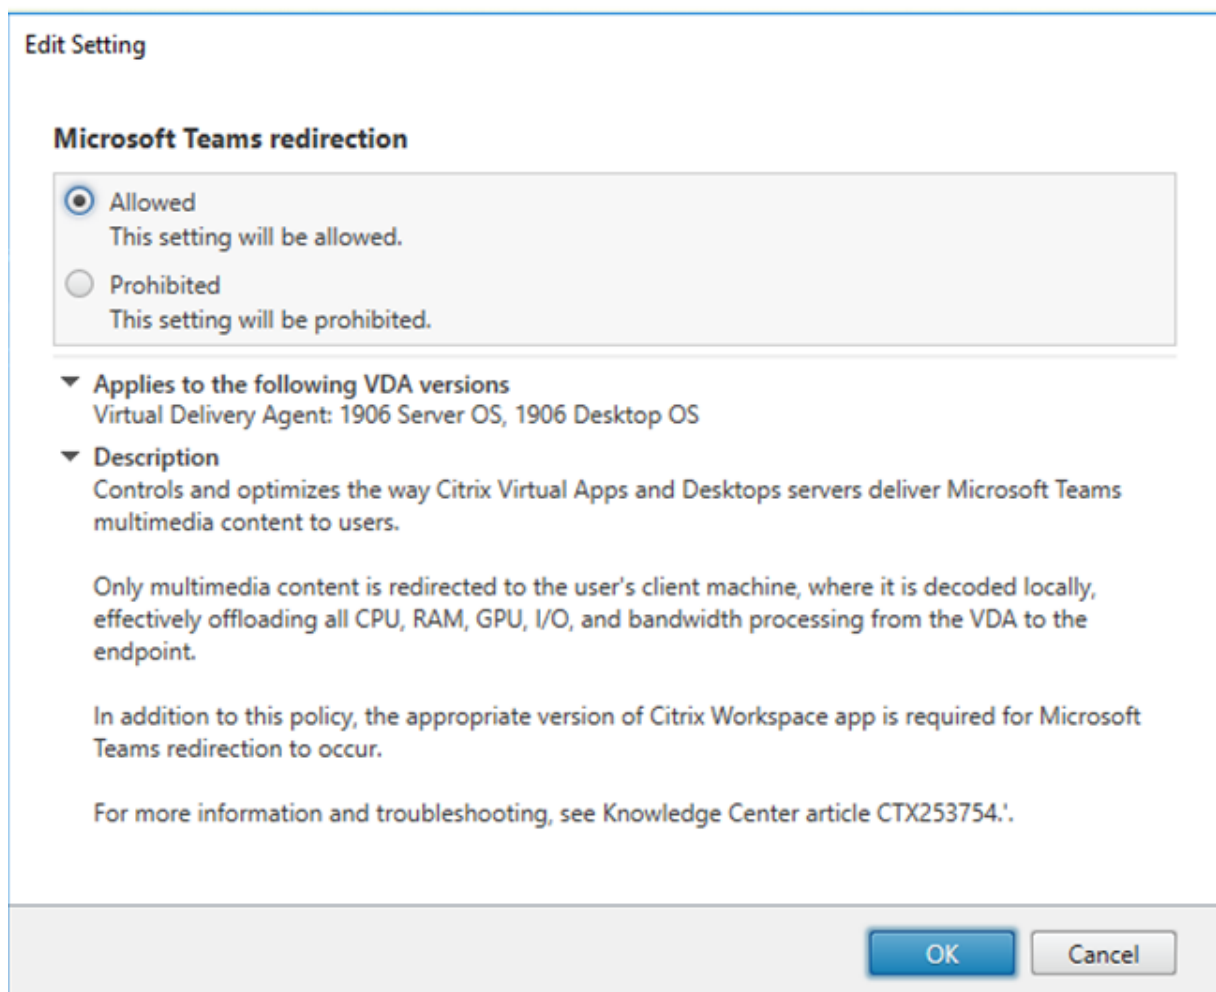 Edit Setting
Microsoft Teams redirection
Allowed
This setting will be allowed.
Prohibited
This setting will be prohibited.
Applies to the following VDA versions
Virtual Delivery Agent: 1906 Server OS, 1906 Desktop OS
Description
Controls and optimizes the way Citrix Virtual Apps and Desktops servers deliver Microsoft Teams
multimedia content to users.
Only multimedia content is redirected to the user's client machine, where it is decoded locally,
effectively offloading all CPU, RAM, GPU, I/O, and bandwidth processing from the VDA to the
endpoint.
In addition to this policy, the appropriate version of Citrix Workspace app is required for Microsoft
Teams redirection to occur.
For more information and troubleshooting, see Knowledge Center article CTX253754.'.
OK
Cancel